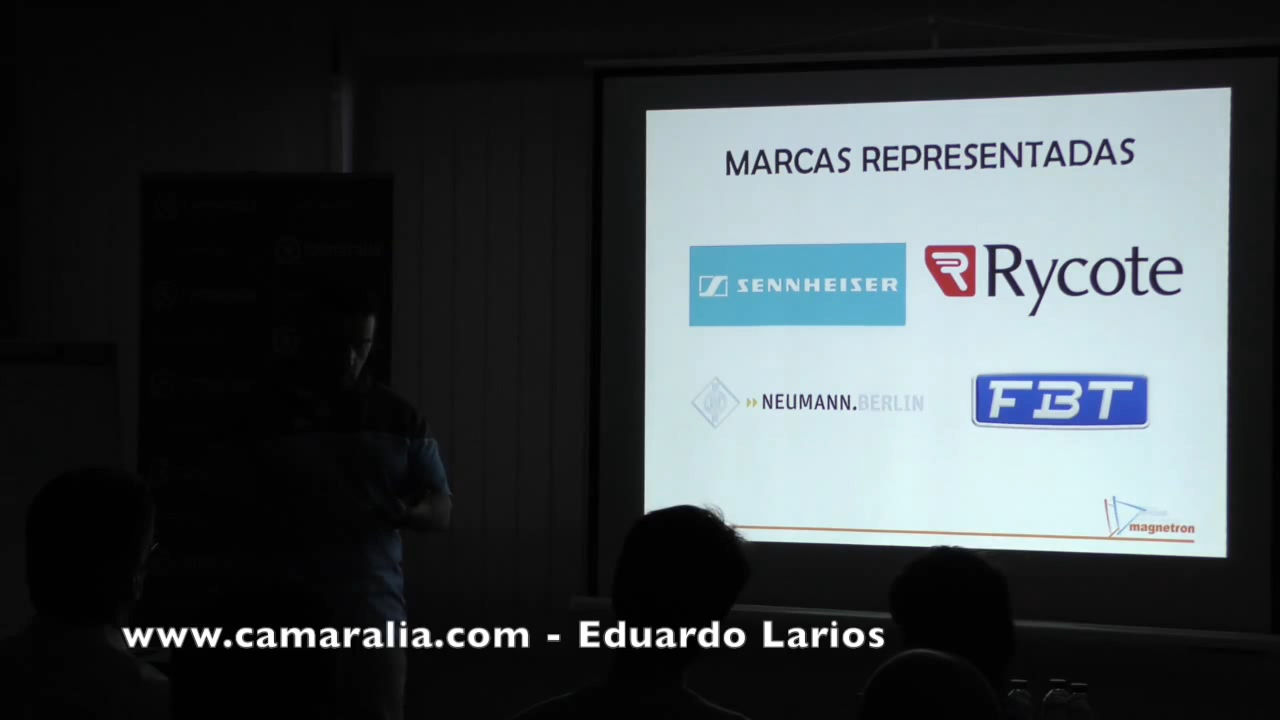 MARCAS REPRESENTADAS
SENNHEISER
Rycote
NEUMANN.BERLIN
FBT
magnetron
www.camaralia.com - Eduardo Larios